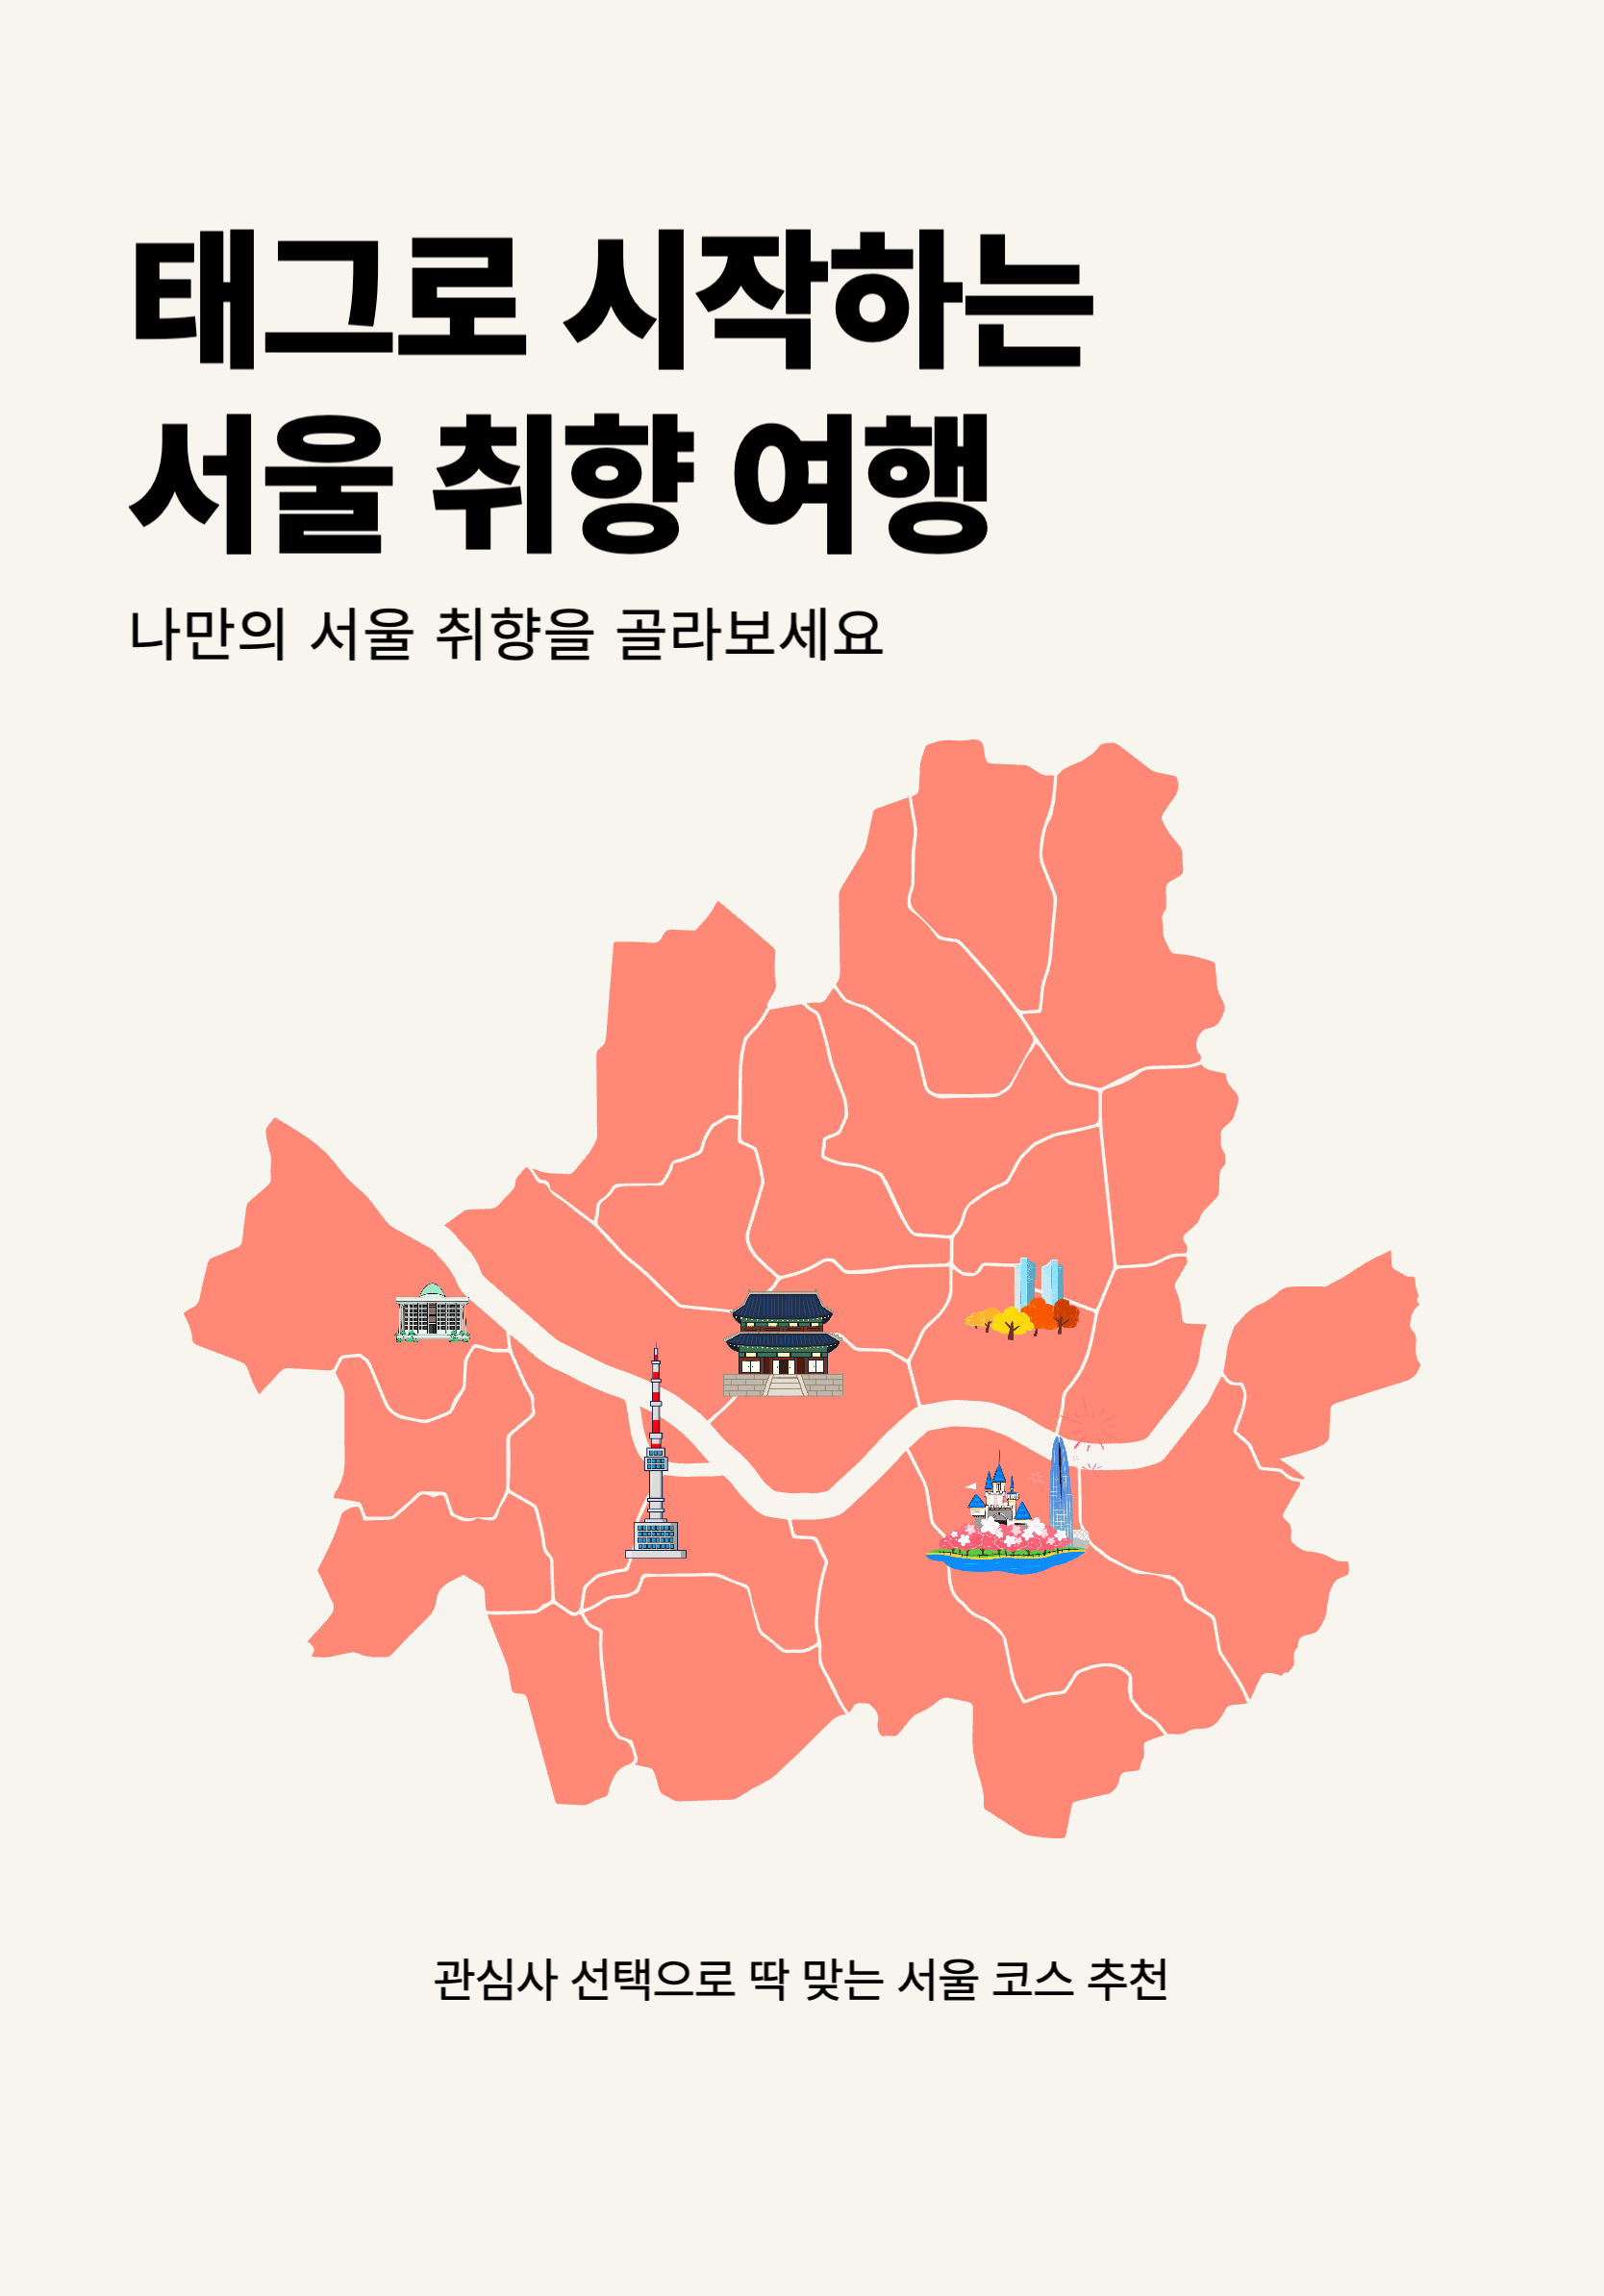 태그로 시작하는
서울 취향 여행
나만의 서울 취향을 골라보세요
관심사 선택으로 딱 맞는 서울 코스 추천